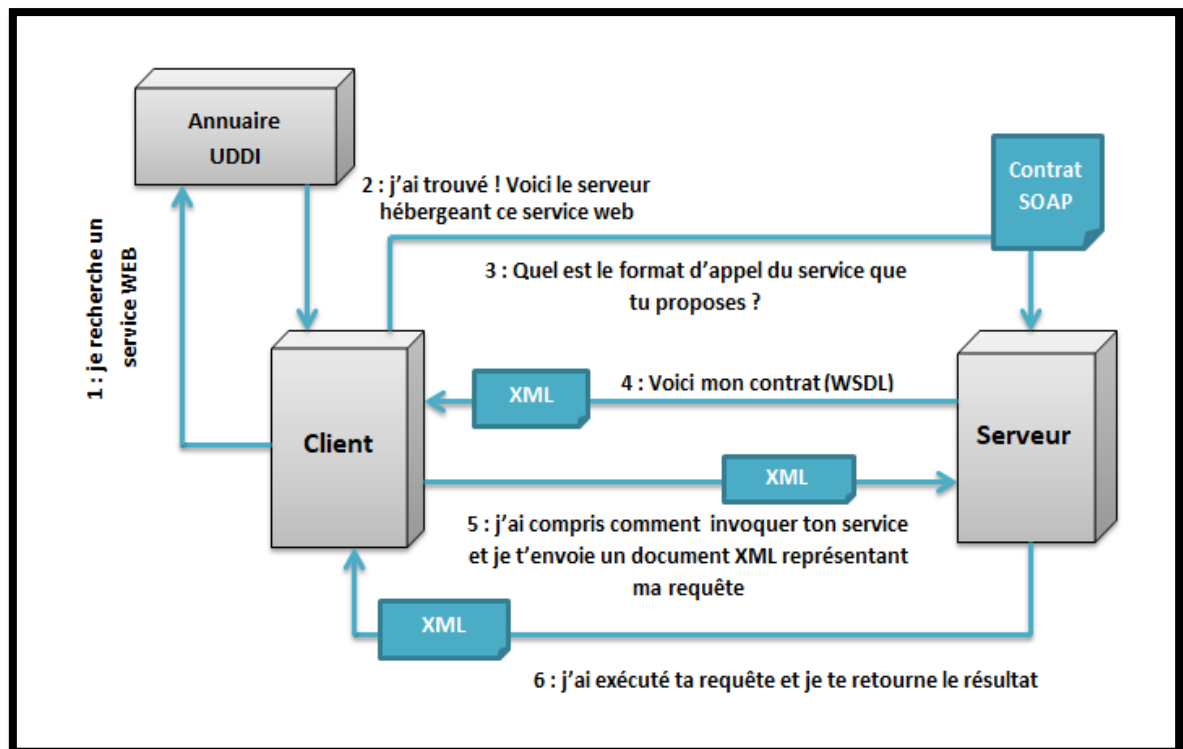 Annuaire
UDDI
1 : je recherche un
service WEB
2 : j'ai trouvé ! Voici le serveur
hébergeant ce service web
Contrat
SOAP
3 : Quel est le format d'appel du service que
tu proposes ?
XML
4 : Voici mon contrat (WSDL)
Client
Serveur
XML
5 : j'ai compris comment invoquer ton service
et je t'envoie un document XML représentant
ma requête
XML
6 : j'ai exécuté ta requête et je te retourne le résultat